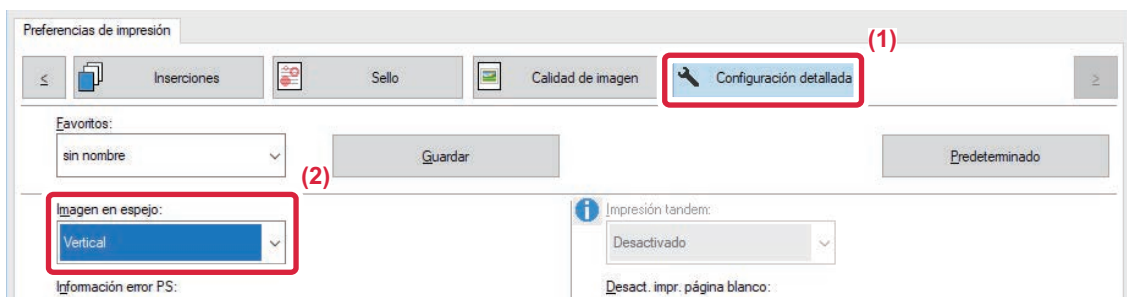 Preferencias de impresión
(1)
<
Inserciones
Sello
Calidad de imagen
Configuración detallada
>
Favoritos:
sin nombre
Guardar
Predeterminado
(2)
Imagen en espejo:
Vertical
Impresión tandem:
Desactivado
Información error PS:
Desact. impr. página blanco: